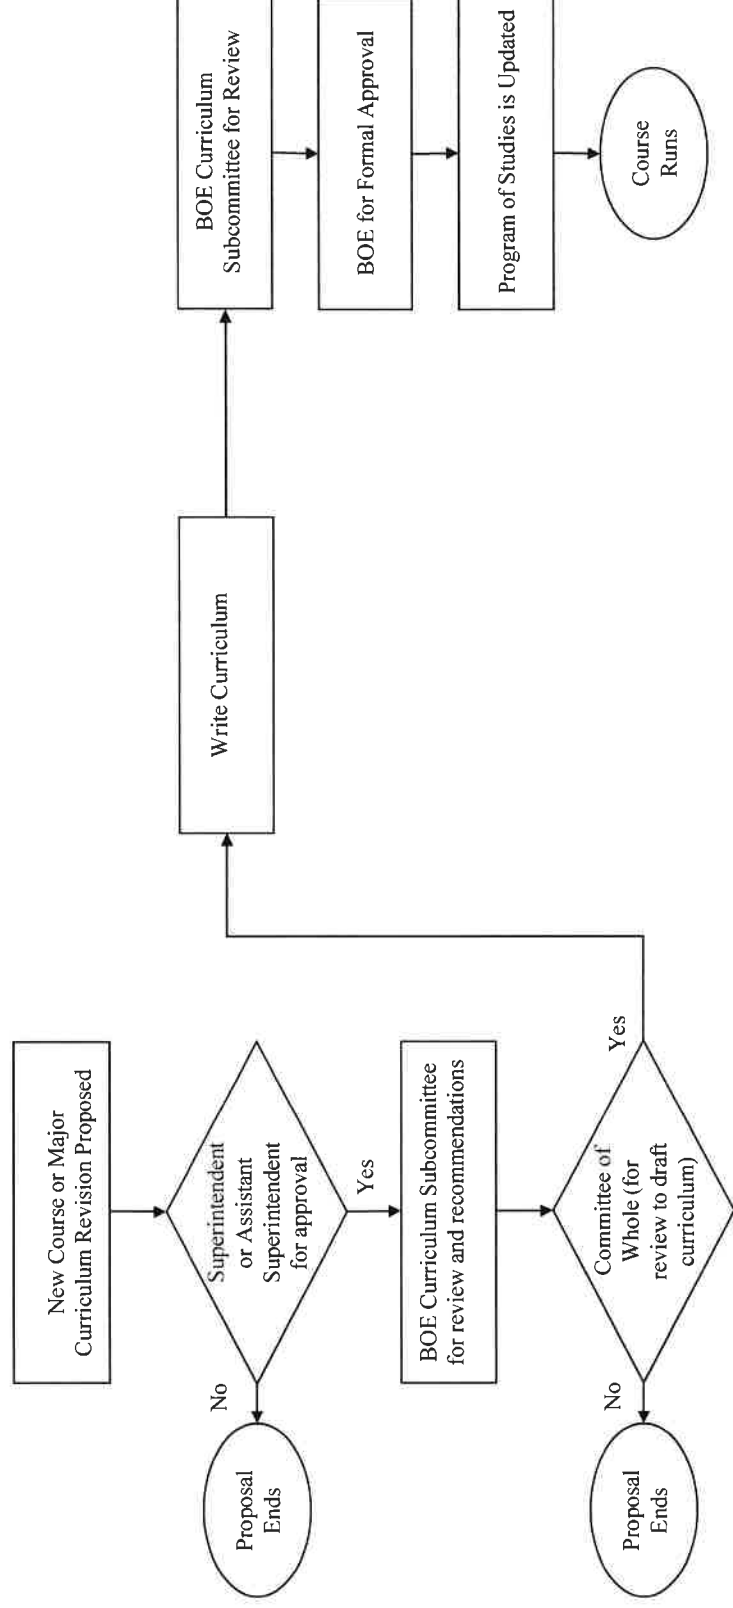 New Course or Major
Curriculum Revision Proposed
Superintendent
or Assistant
Superintendent
for approval
No
Proposal
Ends
Yes
BOE Curriculum Subcommittee
for review and recommendations
Committee of
Whole (for
review to draft
curriculum)
No
Proposal
Ends
Yes
Write Curriculum
BOE Curriculum
Subcommittee for Review
BOE for Formal Approval
Program of Studies is Updated
Course
Runs